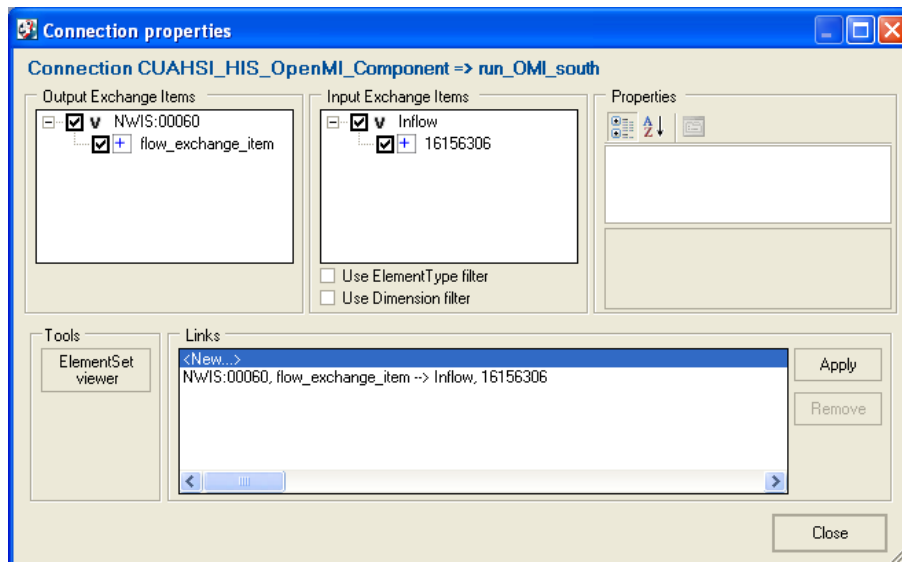 Connection properties
Connection CUAHSI_HIS_OpenMI_Component => run_OMI_south
Output Exchange Items
NWIS:00060
flow_exchange_item
Input Exchange Items
Inflow
16156306
Use ElementType filter
Use Dimension filter
Properties
A
Z
Tools
ElementSet
viewer
Links
<New...>
NWIS:00060, flow_exchange_item --> Inflow, 16156306
Apply
Remove
Close